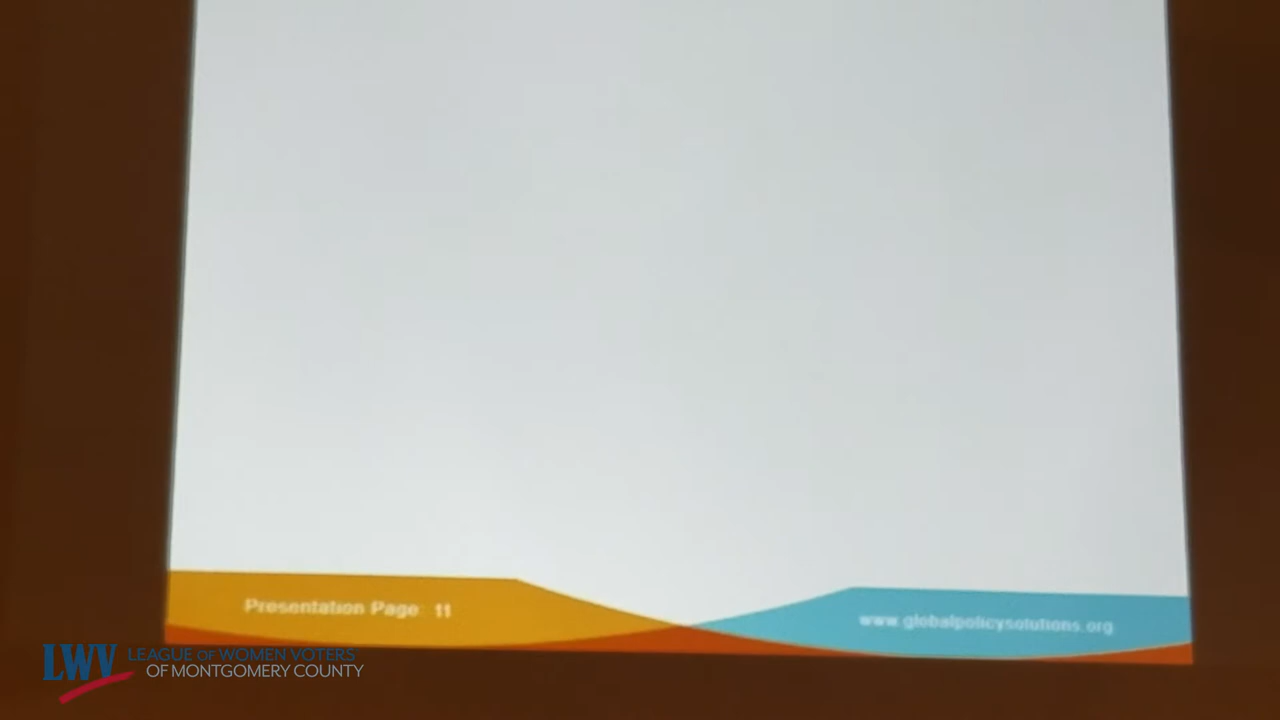 Presentation Page 11
www.globalpolicysolutions.org
LWV LEAGUE OF WOMEN VOTERS
OF MONTGOMERY COUNTY